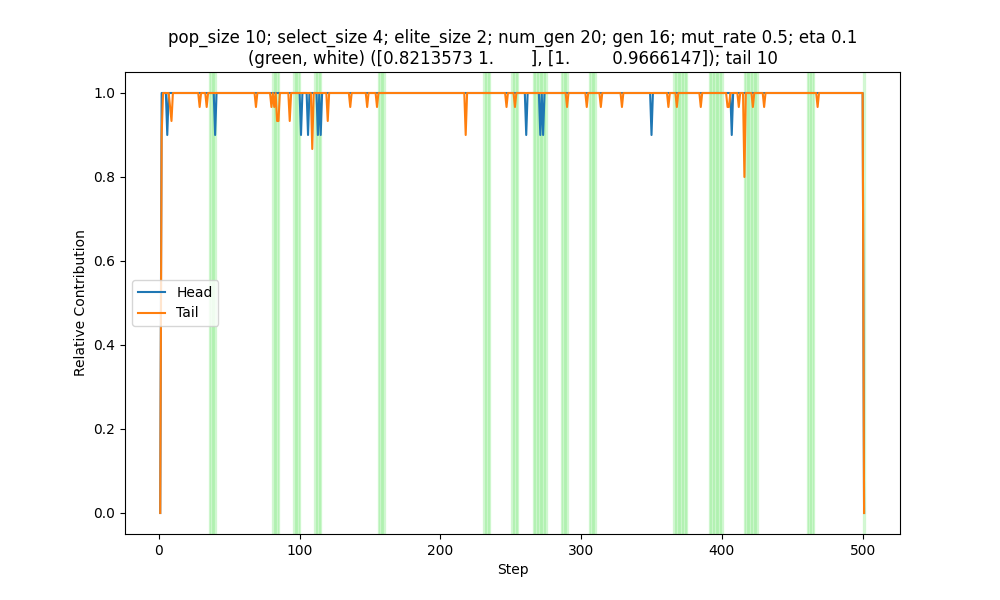 pop_size 10; select_size 4; elite_size 2; num_gen 20; gen 16; mut_rate 0.5; eta 0.1
(green, white) ([0.8213573 1.        ], [1.        0.9666147]); tail 10
1.0
0.8
0.6
0.4
0.2
0.0
Relative Contribution
Head
Tail
0 100 200 300 400 500
Step